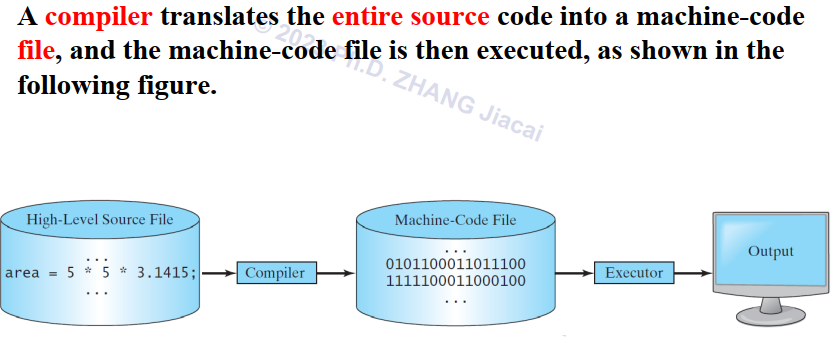 A compiler translates the entire source code into a machine-code
file, and the machine-code file is then executed, as shown in the
following figure.
Ph.D. ZHANG Jiacai
High-Level Source File
...
area = 5 * 5 * 3.1415;
...
Compiler
Machine-Code File
...
0101100011011100
1111100011000100
...
Executor
Output